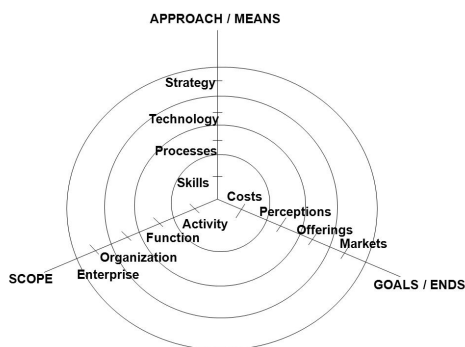 APPROACH / MEANS
Strategy
Technology
Processes
Skills
Costs
Perceptions
Offerings
Markets
GOALS / ENDS
Activity
Function
Organization
Enterprise
SCOPE